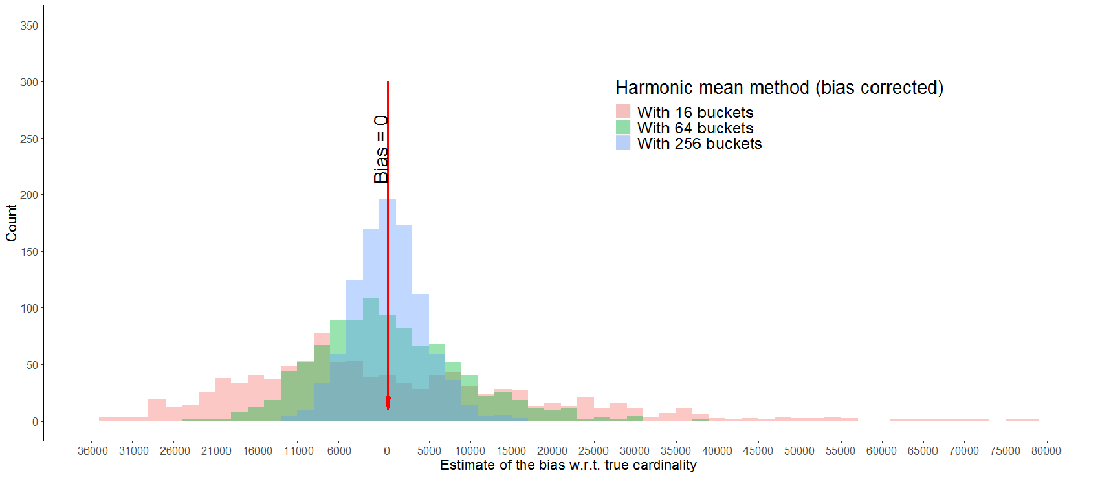 350
300
250
200
150
100
50
0
Count
Bias = 0
Harmonic mean method (bias corrected)
With 16 buckets
With 64 buckets
With 256 buckets
36000 31000 26000 21000 16000 11000 6000 0 5000 10000 15000 20000 25000 30000 35000 40000 45000 50000 55000 60000 65000 70000 75000 80000
Estimate of the bias w.r.t. true cardinality